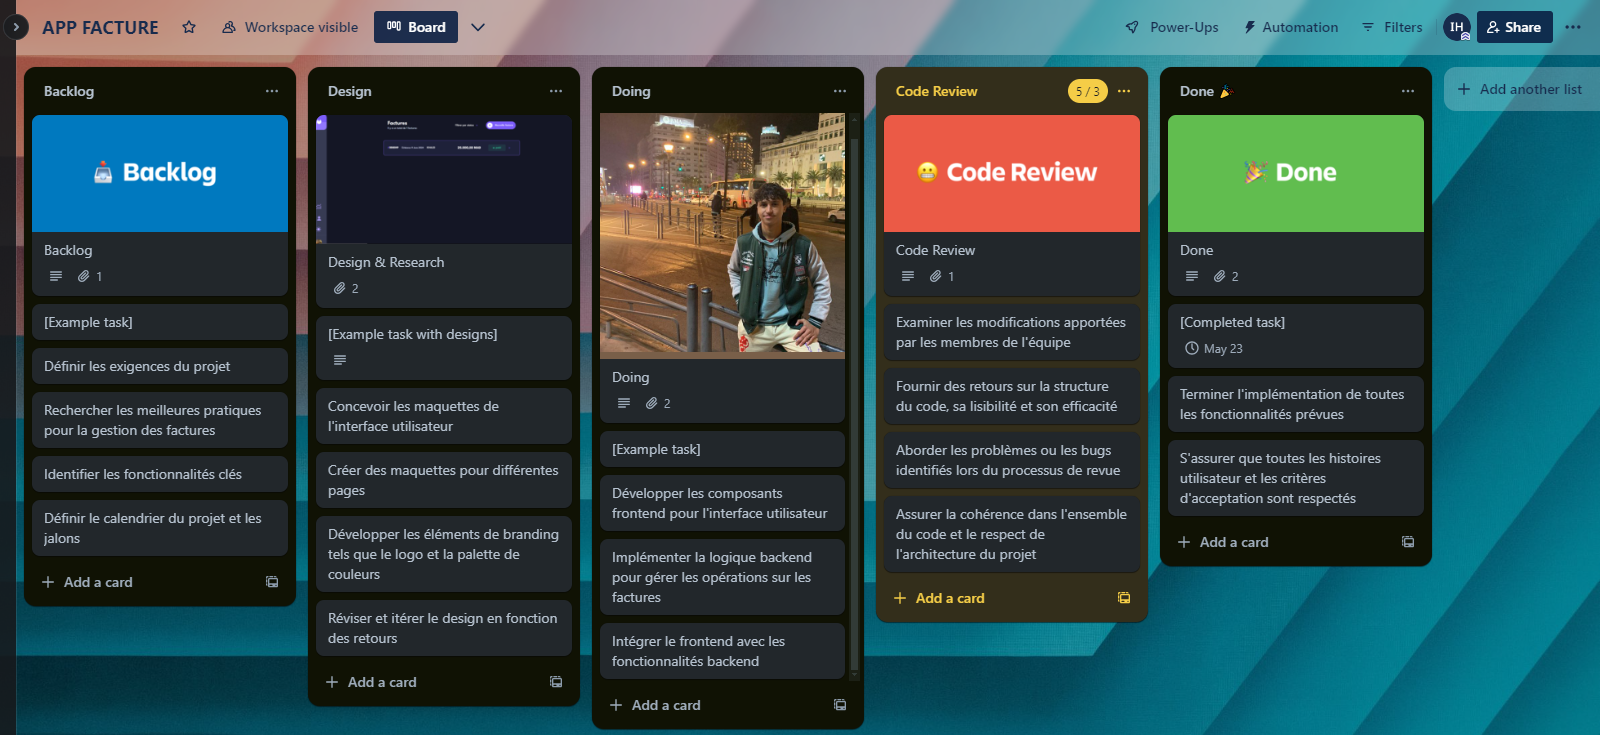 APP FACTURE
Workspace visible
Board
Power-Ups
Automation
Filters
IH
Share
Backlog
Backlog
Backlog
1
[Example task]
Définir les exigences du projet
Rechercher les meilleures pratiques
pour la gestion des factures
Identifier les fonctionnalités clés
Définir le calendrier du projet et les
jalons
Add a card
Design
Factures
Design & Research
2
[Example task with designs]
Concevoir les maquettes de
l'interface utilisateur
Créer des maquettes pour différentes
pages
Développer les éléments de branding
tels que le logo et la palette de
couleurs
Réviser et itérer le design en fonction
des retours
Add a card
Doing
Doing
2
[Example task]
Développer les composants
frontend pour l'interface utilisateur
Implémenter la logique backend
pour gérer les opérations sur les
factures
Intégrer le frontend avec les
fonctionnalités backend
Add a card
Code Review
5 / 3
Code Review
Code Review
1
Examiner les modifications apportées
par les membres de l'équipe
Fournir des retours sur la structure
du code, sa lisibilité et son efficacité
Aborder les problèmes ou les bugs
identifiés lors du processus de revue
Assurer la cohérence dans l'ensemble
du code et le respect de
l'architecture du projet
Add a card
Done
Done
Done
2
[Completed task]
May 23
Terminer l'implémentation de toutes
les fonctionnalités prévues
S'assurer que toutes les histoires
utilisateur et les critères
d'acceptation sont respectés
Add a card
Add another list